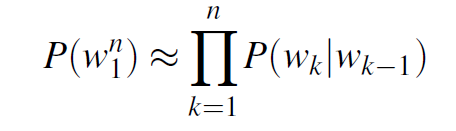 P(w_1^n) ≈ ∏_{k=1}^{n} P(w_k|w_{k−1})